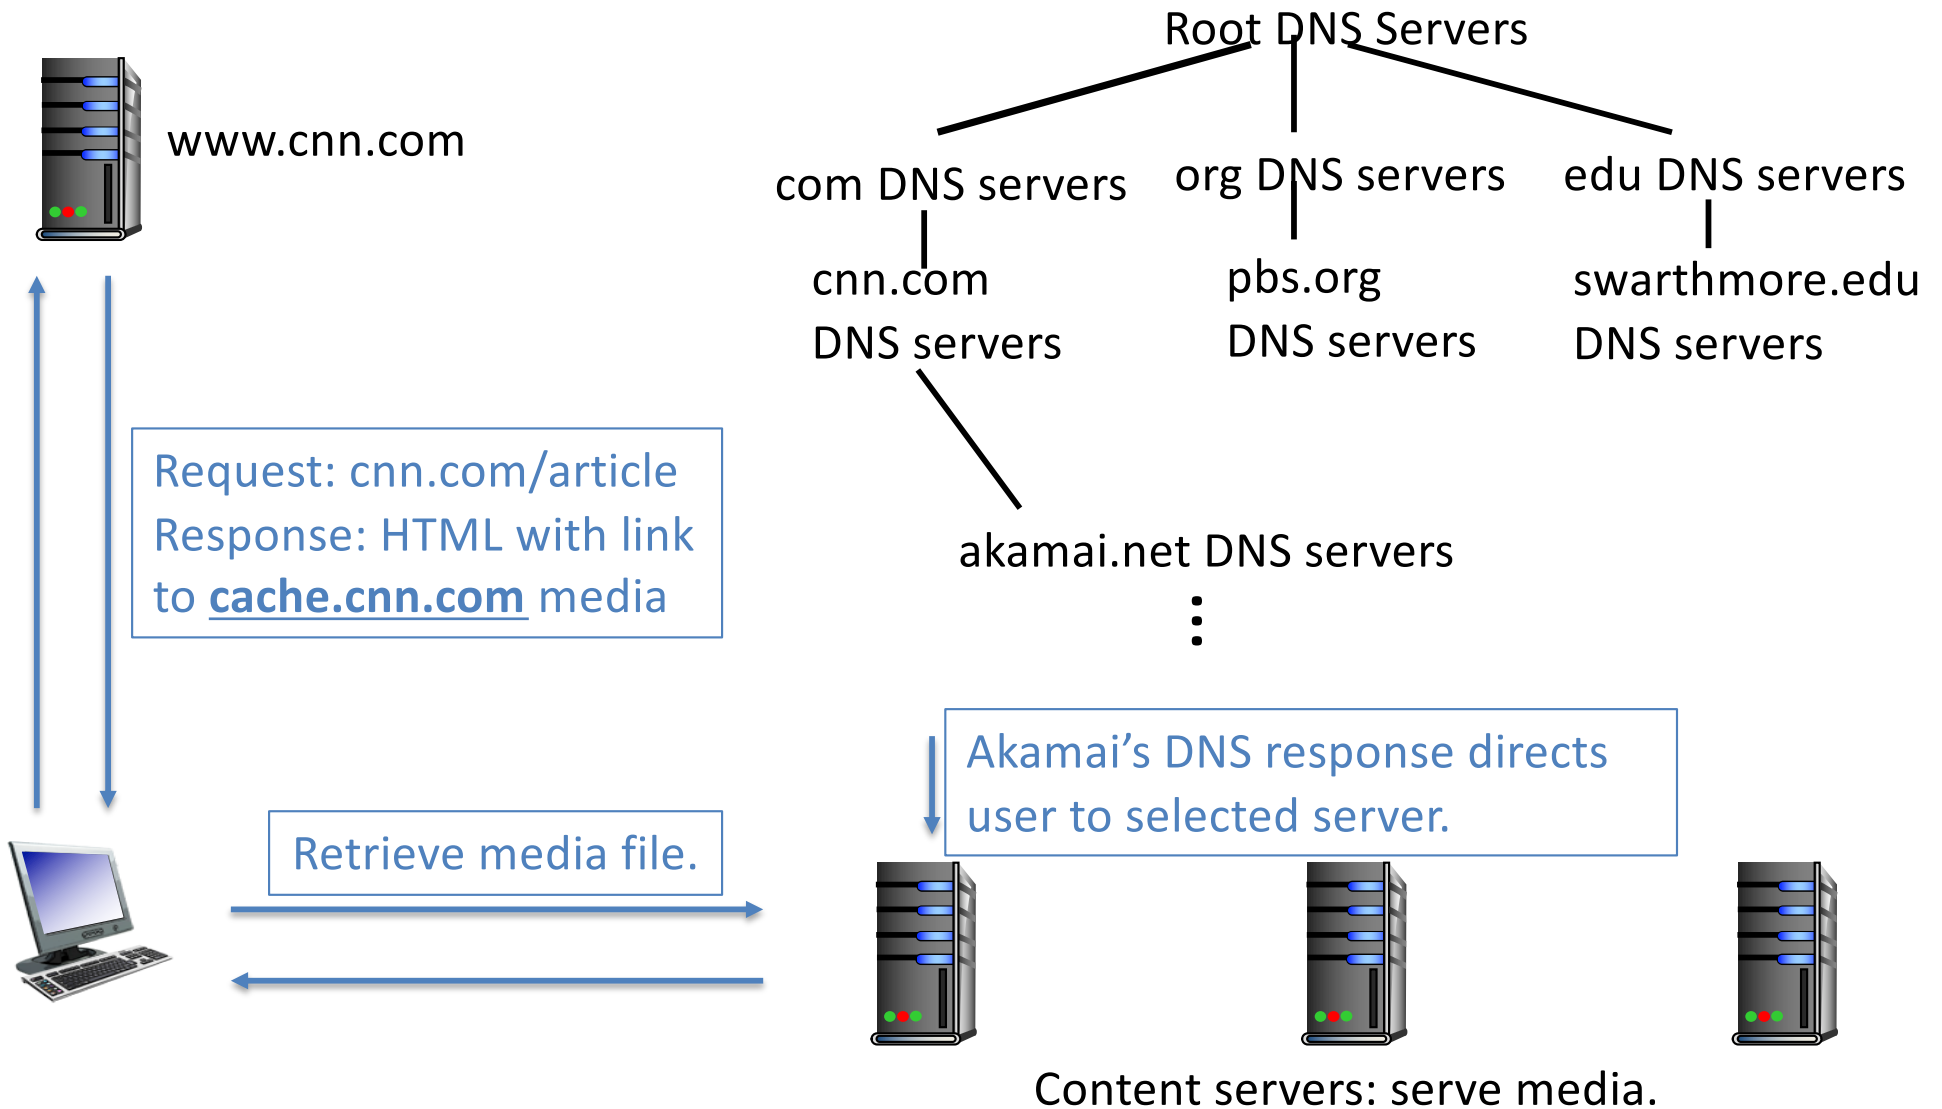 Root DNS Servers
www.cnn.com
com DNS servers
org DNS servers
edu DNS servers
cnn.com
DNS servers
pbs.org
DNS servers
swarthmore.edu
DNS servers
Request: cnn.com/article
Response: HTML with link
to cache.cnn.com media
akamai.net DNS servers
Akamai’s DNS response directs
user to selected server.
Retrieve media file.
Content servers: serve media.